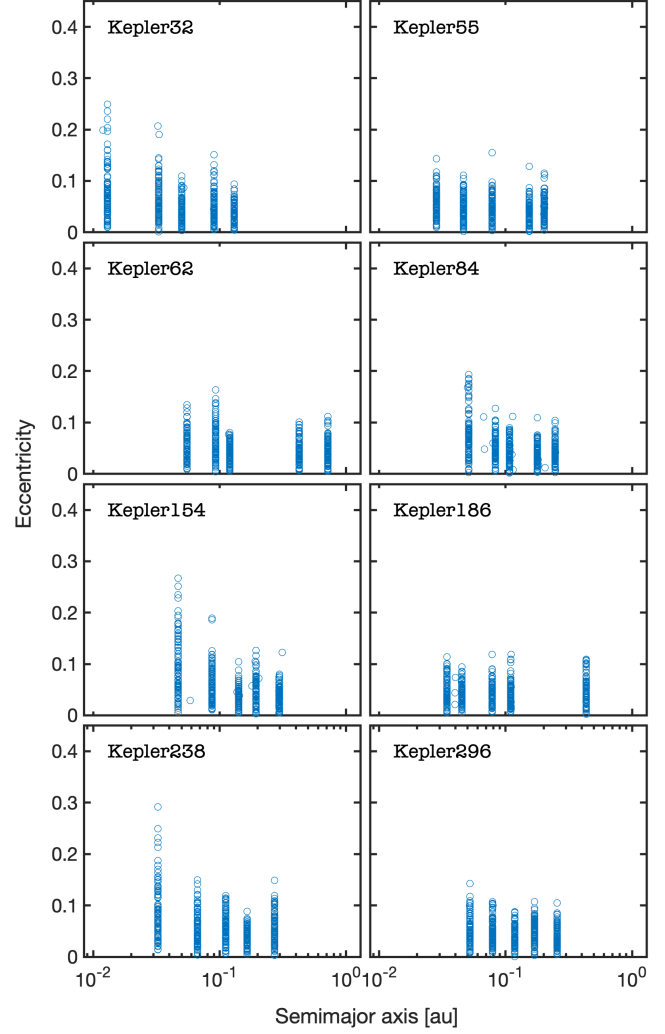 Kepler32 Kepler55
0.4
0.3
0.2
0.1
0
Kepler62 Kepler84
0.4
0.3
0.2
0.1
0
Eccentricity
Kepler154 Kepler186
0.4
0.3
0.2
0.1
0
Kepler238 Kepler296
0.4
0.3
0.2
0.1
0
10⁻² 10⁻¹ 10⁰ 10⁻² 10⁻¹ 10⁰
Semimajor axis [au]